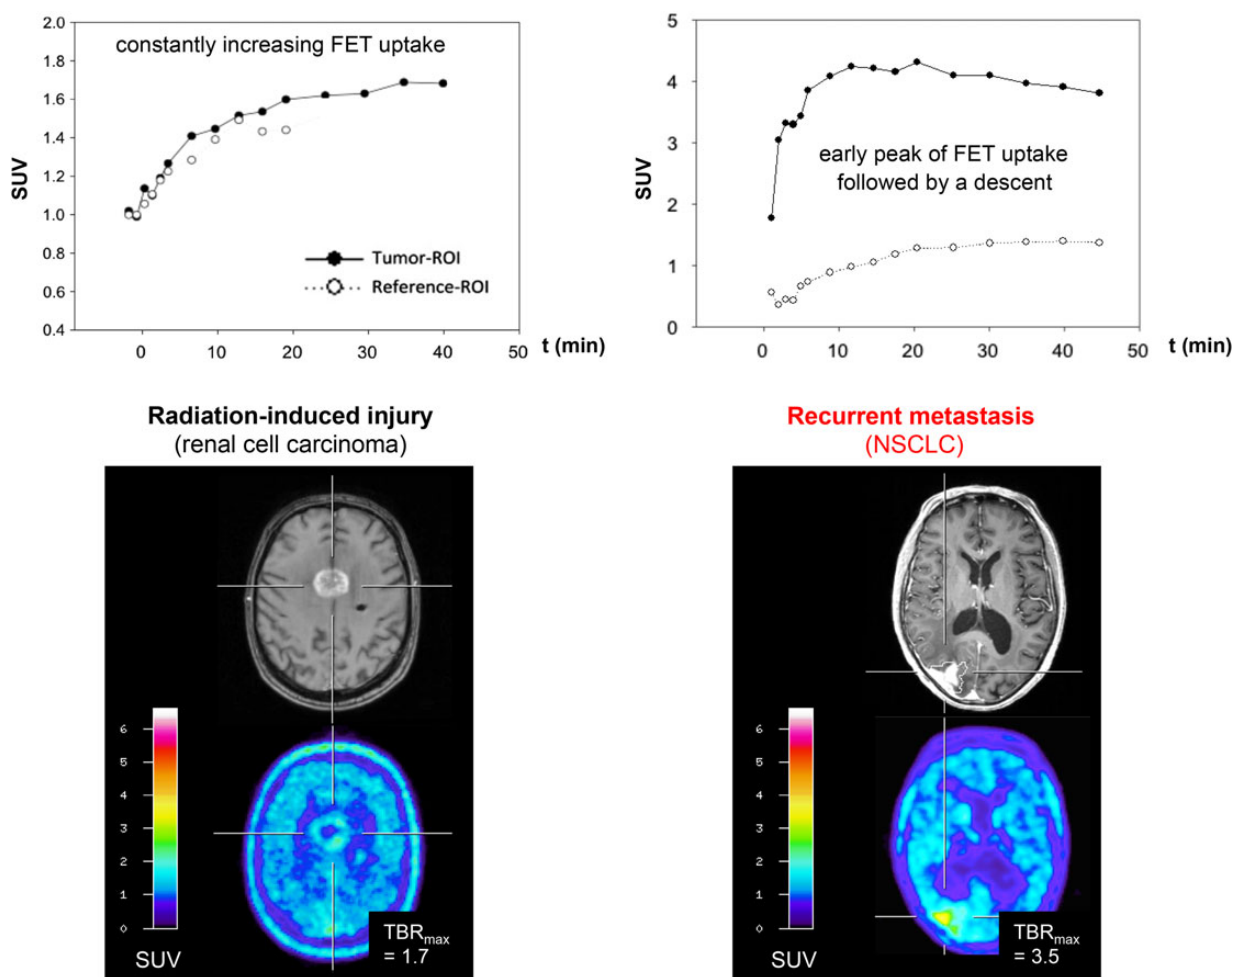 2.0
1.8
1.6
1.4
1.2
1.0
0.8
0.6
0.4
SUV
constantly increasing FET uptake
Tumor-ROI
Reference-ROI
0 10 20 30 40 50
t (min)
5
4
3
2
1
0
SUV
early peak of FET uptake
followed by a descent
0 10 20 30 40 50
t (min)
Radiation-induced injury
(renal cell carcinoma)
6
5
4
3
2
1
0
SUV
TBRmax
= 1.7
Recurrent metastasis
(NSCLC)
6
5
4
3
2
1
0
SUV
TBRmax
= 3.5